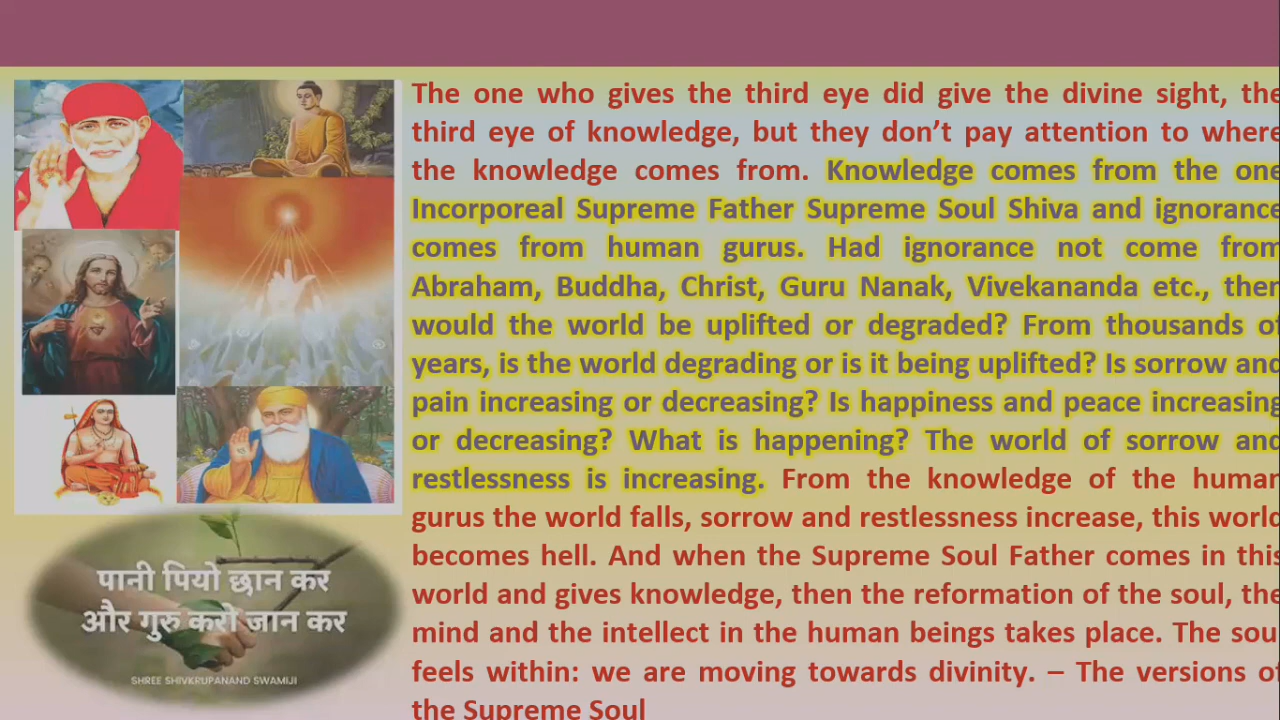 The one who gives the third eye did give the divine sight, the
third eye of knowledge, but they don’t pay attention to where
the knowledge comes from. Knowledge comes from the one
Incorporeal Supreme Father Supreme Soul Shiva and ignorance
comes from human gurus. Had ignorance not come from
Abraham, Buddha, Christ, Guru Nanak, Vivekananda etc., then
would the world be uplifted or degraded? From thousands of
years, is the world degrading or is it being uplifted? Is sorrow and
pain increasing or decreasing? Is happiness and peace increasing
or decreasing? What is happening? The world of sorrow and
restlessness is increasing. From the knowledge of the human
gurus the world falls, sorrow and restlessness increase, this world
becomes hell. And when the Supreme Soul Father comes in this
world and gives knowledge, then the reformation of the soul, the
mind and the intellect in the human beings takes place. The soul
feels within: we are moving towards divinity. – The versions of
the Supreme Soul
पानी पियो छान कर
और गुरु करो जान कर
SHREE SHIVKRUPANAND SWAMIJI